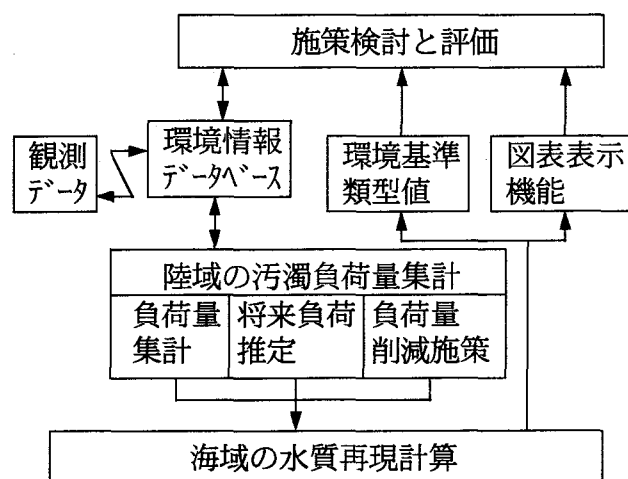 施策検討と評価
観測
データ
環境情報
データベース
環境基準
類型値
図表表示
機能
陸域の汚濁負荷量集計
負荷量
集計
将来負荷
推定
負荷量
削減施策
海域の水質再現計算